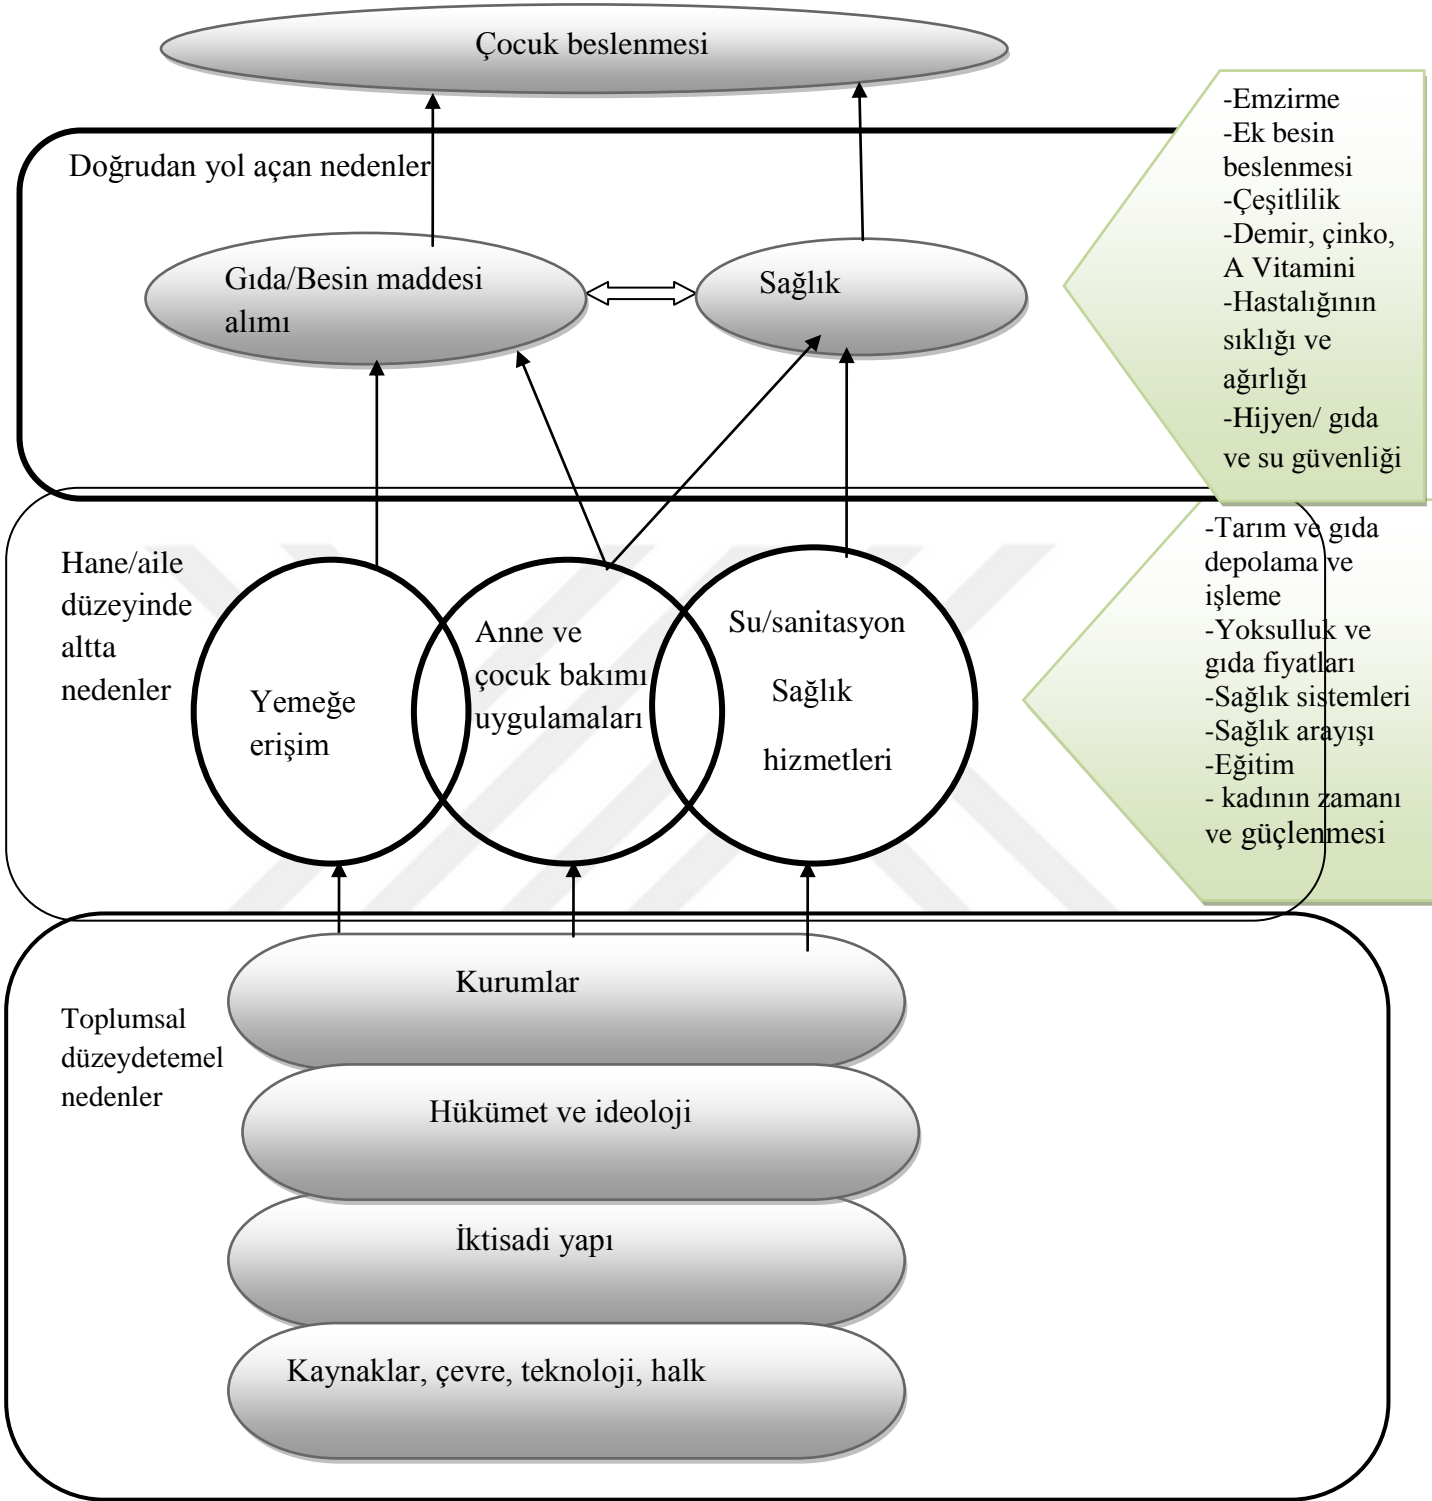 Çocuk beslenmesi
Doğrudan yol açan nedenler
Gıda/Besin maddesi
alımı
Sağlık
-Emzirme
-Ek besin
beslenmesi
-Çeşitlilik
-Demir, çinko,
A Vitamini
-Hastalığının
sıklığı ve
ağırlığı
-Hijyen/ gıda
ve su güvenliği
Hane/aile
düzeyinde
altta
nedenler
Yemeğe
erişim
Anne ve
çocuk bakımı
uygulamaları
Su/sanitasyon
Sağlık
hizmetleri
-Tarım ve gıda
depolama ve
işleme
-Yoksulluk ve
gıda fiyatları
-Sağlık sistemleri
-Sağlık arayışı
-Eğitim
- kadının zamanı
ve güçlenmesi
Toplumsal
düzeydetemel
nedenler
Kurumlar
Hükümet ve ideoloji
İktisadi yapı
Kaynaklar, çevre, teknoloji, halk